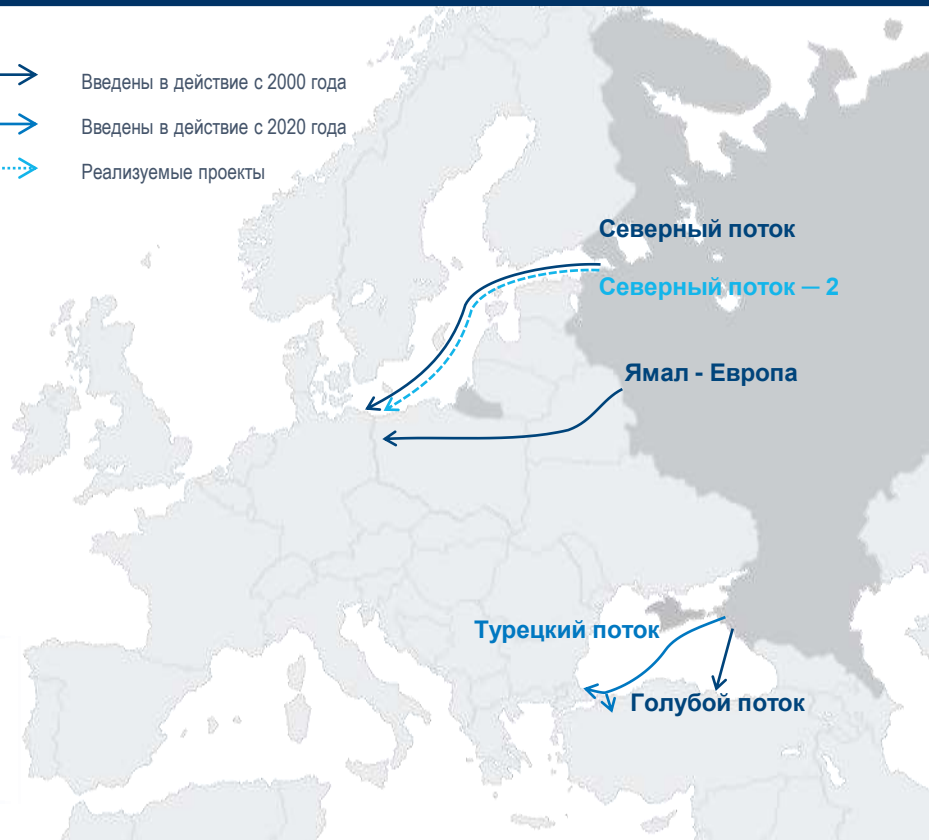 Введены в действие с 2000 года
Введены в действие с 2020 года
Реализуемые проекты
Северный поток
Северный поток — 2
Ямал - Европа
Турецкий поток
Голубой поток